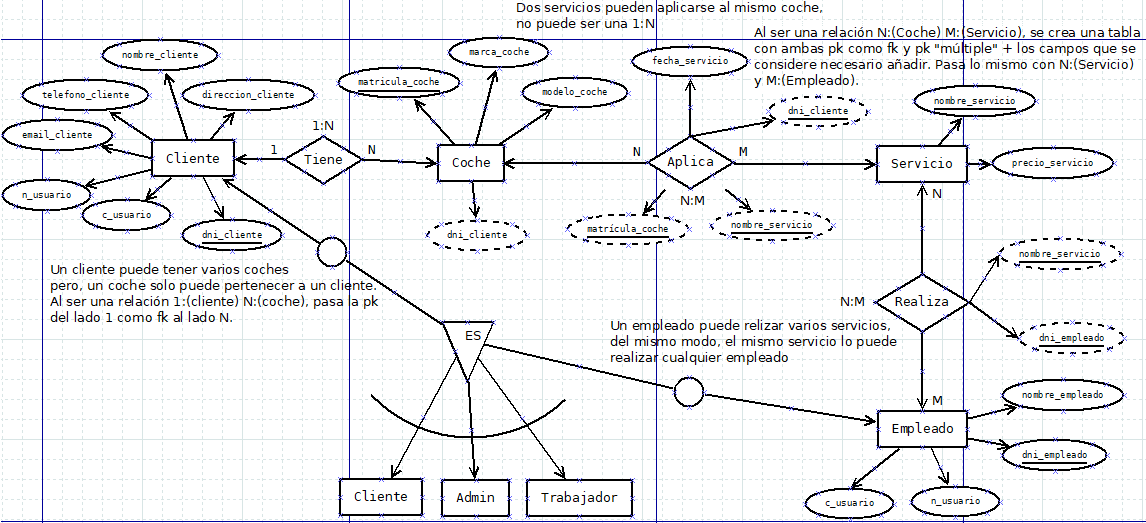 Dos servicios pueden aplicarse al mismo coche,
no puede ser una 1:N
Al ser una relación N:(Coche) M:(Servicio), se crea una tabla
con ambas pk como fk y pk "múltiple" + los campos que se
considere necesario añadir. Pasa lo mismo con N:(Servicio)
y M:(Empleado).
nombre_cliente
marca_coche
fecha_servicio
telefono_cliente
direccion_cliente
matricula_coche
modelo_coche
dni_cliente
nombre_servicio
email_cliente
1:N
Cliente
1
Tiene
N
Coche
N
Aplica
M
Servicio
precio_servicio
n_usuario
c_usuario
dni_cliente
dni_cliente
N:M
matrícula_coche
nombre_servicio
N
nombre_servicio
Un cliente puede tener varios coches
pero, un coche solo puede pertenecer a un cliente.
Al ser una relación 1:(cliente) N:(coche), pasa la pk
del lado 1 como fk al lado N.
N:M
Realiza
dni_empleado
ES
Un empleado puede relizar varios servicios,
del mismo modo, el mismo servicio lo puede
realizar cualquier empleado
M
nombre_empleado
Empleado
dni_empleado
c_usuario
n_usuario
Cliente
Admin
Trabajador